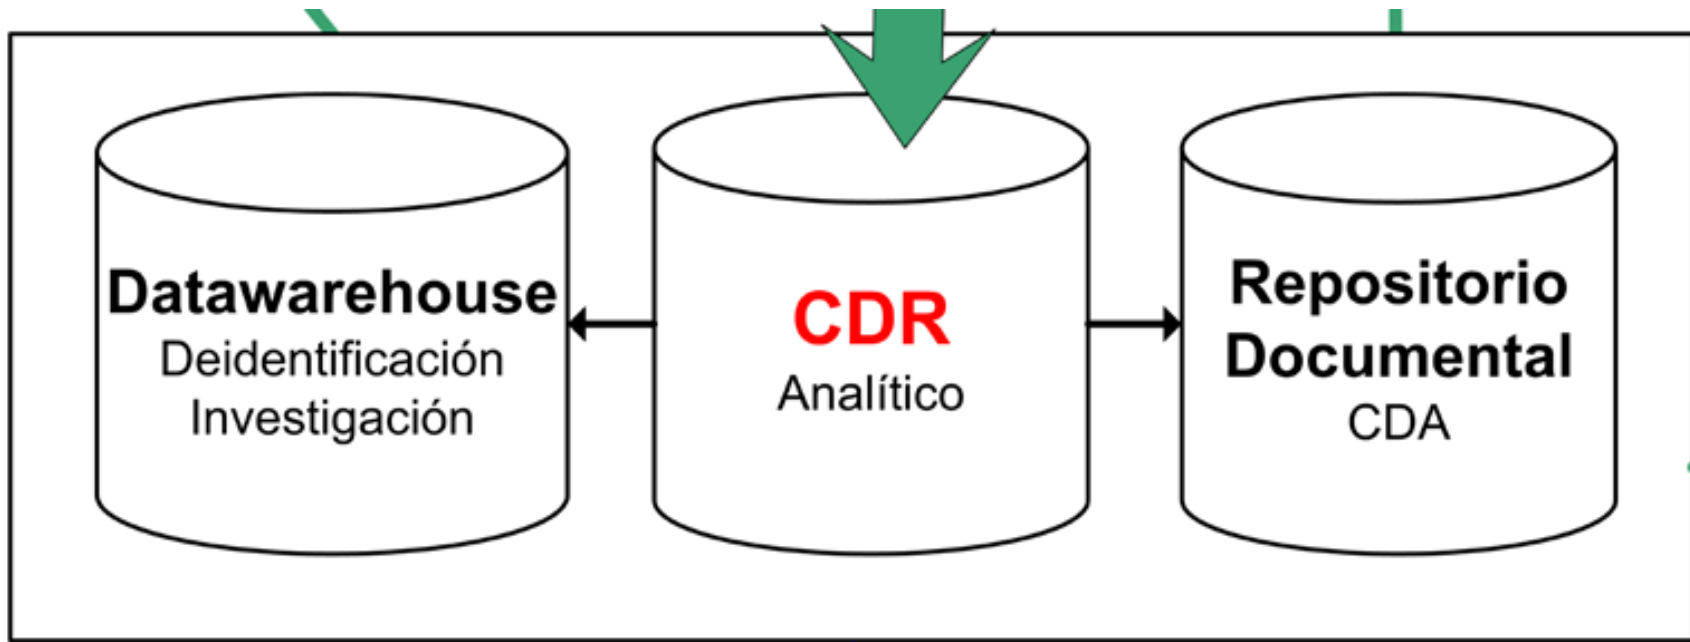 Datawarehouse
Deidentificación
Investigación
CDR
Analítico
Repositorio
Documental
CDA